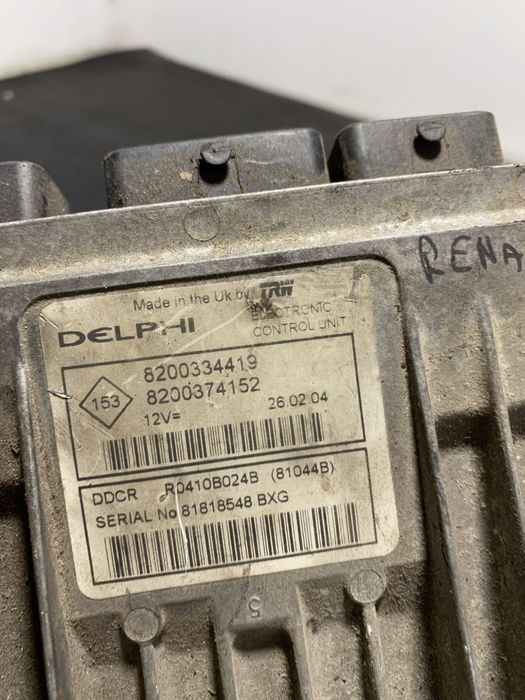 RENA
Made in the Uk by TRW
DELPHI
ELECTRONIC
CONTROL UNIT
153
8200334419
8200374152
12V=
26.02.04
DDCR R0410B024B (81044B)
SERIAL No 81818548 BXG
5